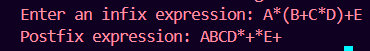 Enter an infix expression: A*(B+C*D)+E
Postfix expression: ABCD*+*E+